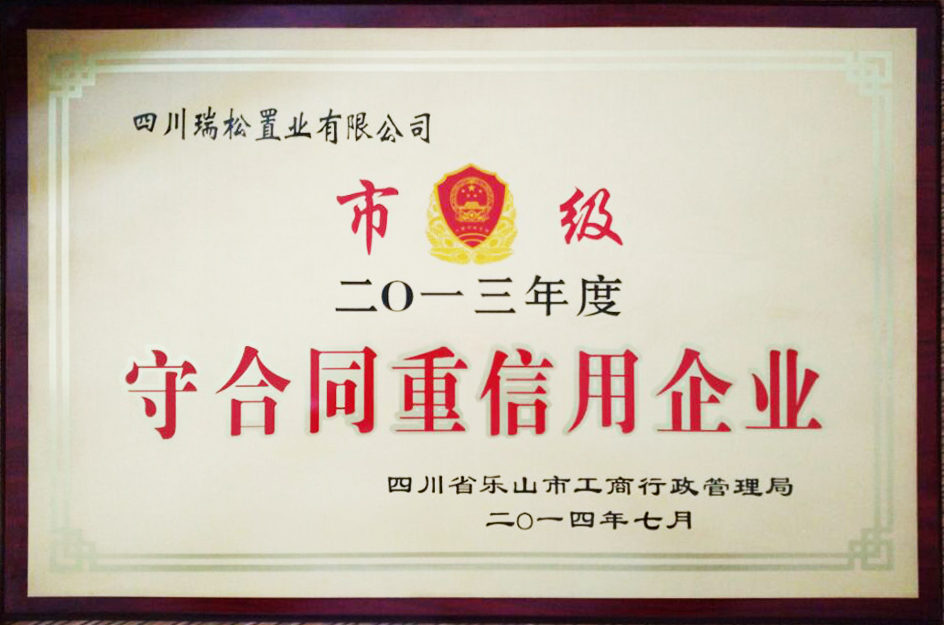 四川瑞松置业有限公司
市 级
二〇一三年度
守合同重信用企业
四川省乐山市工商行政管理局
二〇一四年七月